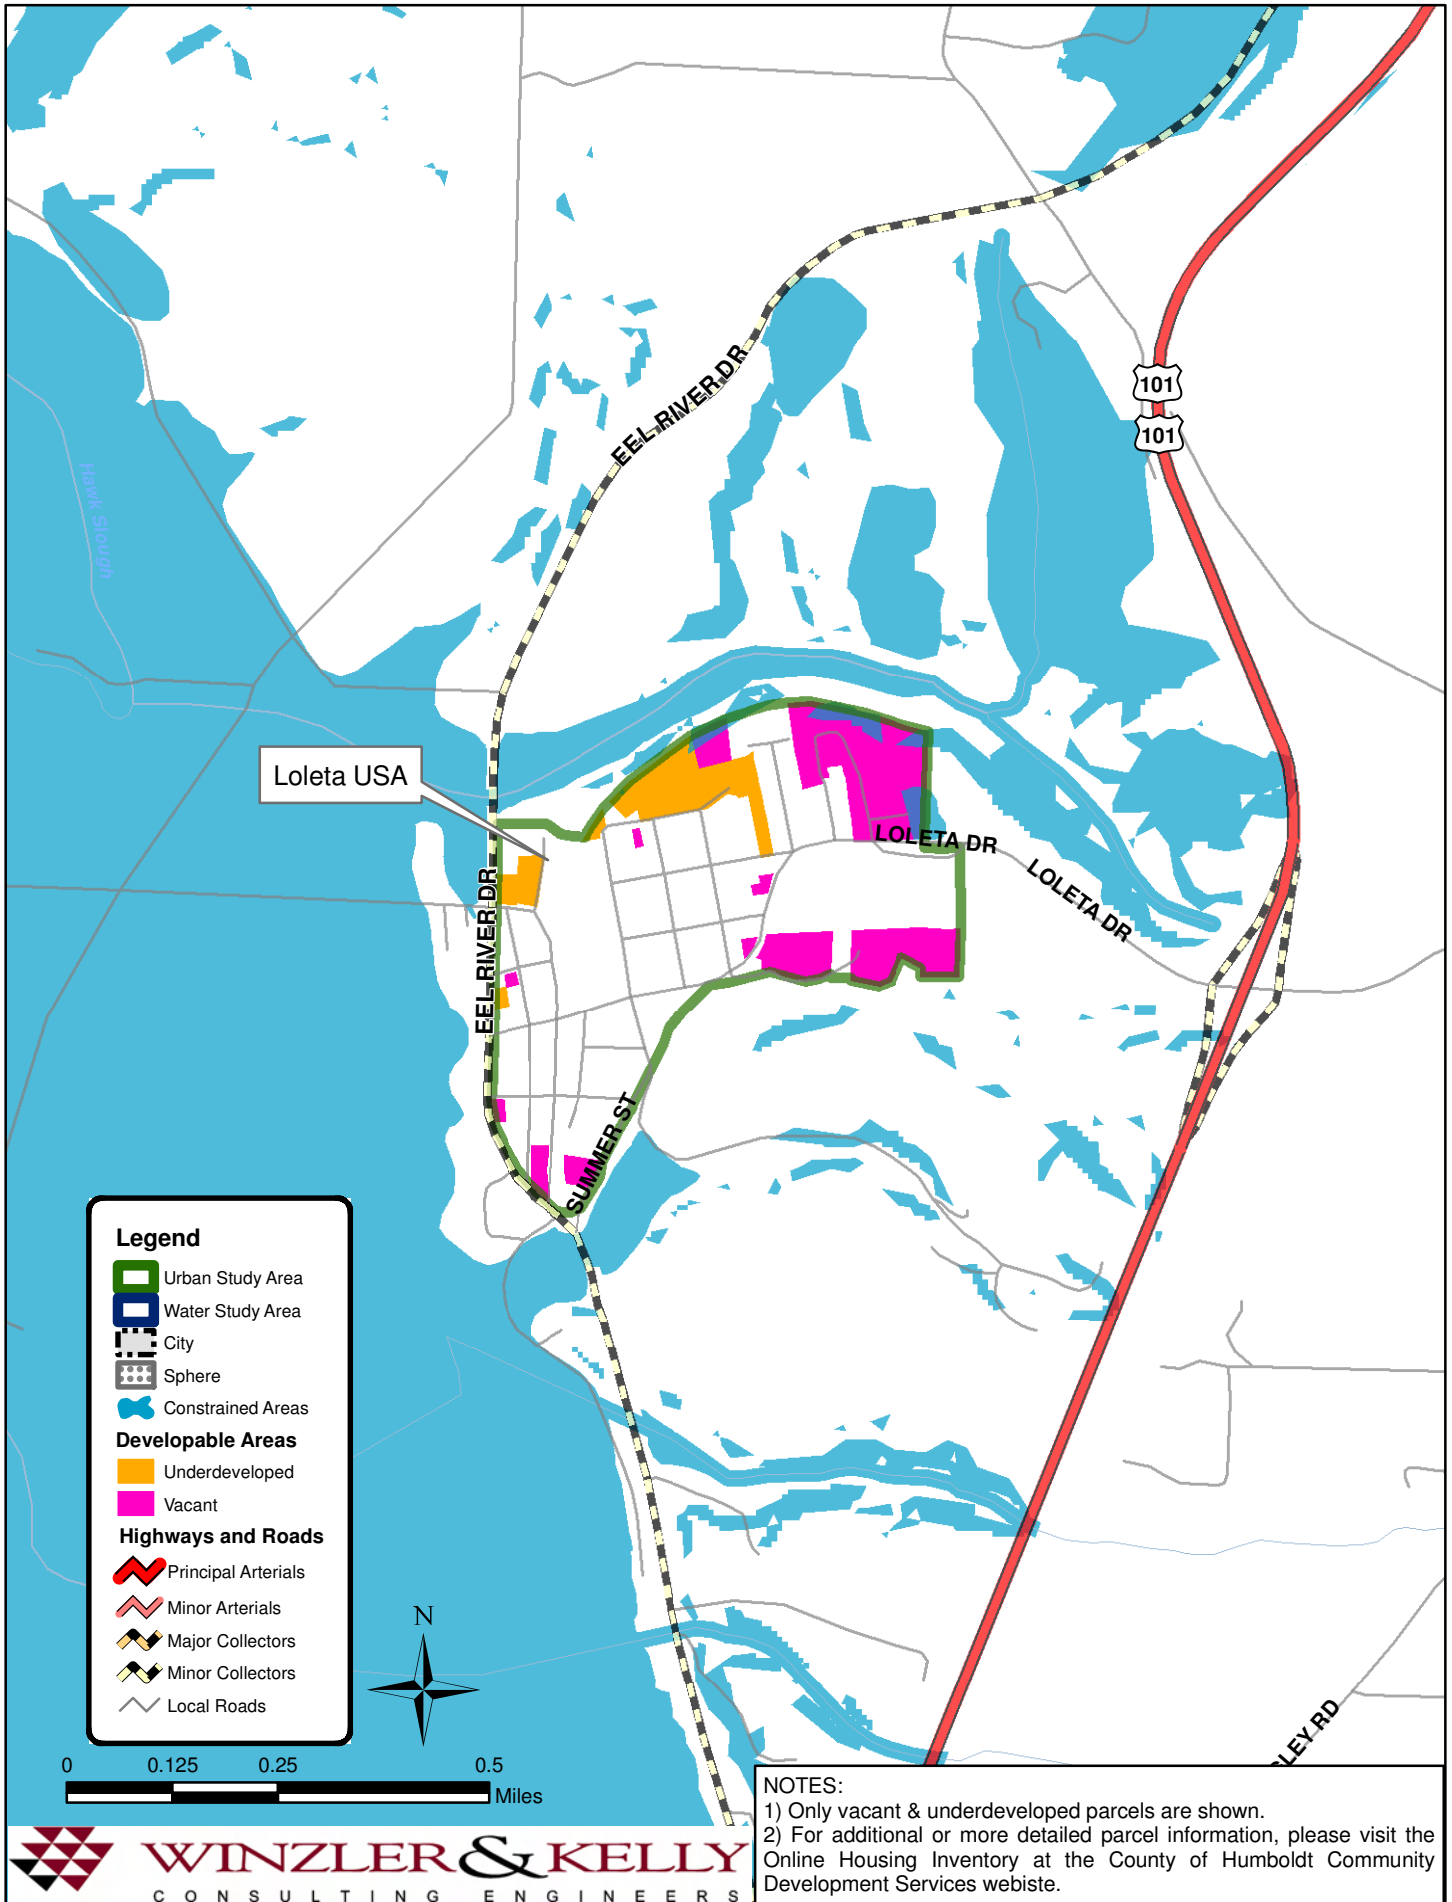 101
101
EEL RIVER DR
Hawk Slough
Loleta USA
LOLETA DR
LOLETA DR
EEL RIVER DR
SUMMER ST
Legend
Urban Study Area
Water Study Area
City
Sphere
Constrained Areas
Developable Areas
Underdeveloped
Vacant
Highways and Roads
Principal Arterials
Minor Arterials
Major Collectors
Minor Collectors
Local Roads
N
0 0.125 0.25 0.5
Miles
NOTES:
1) Only vacant & underdeveloped parcels are shown.
2) For additional or more detailed parcel information, please visit the
Online Housing Inventory at the County of Humboldt Community
Development Services webiste.
WINZLER & KELLY
CONSULTING ENGINEERS